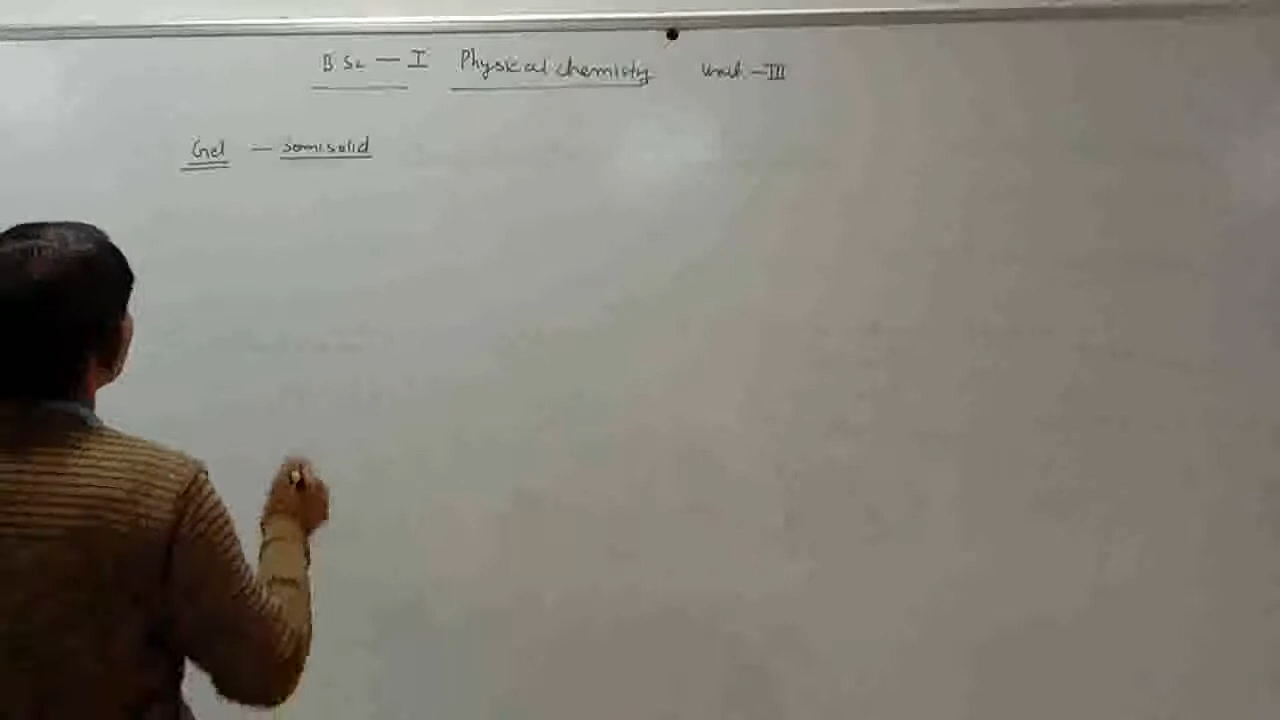 B.Sc — I Physical chemistry Unit - III
Gel — Semisolid